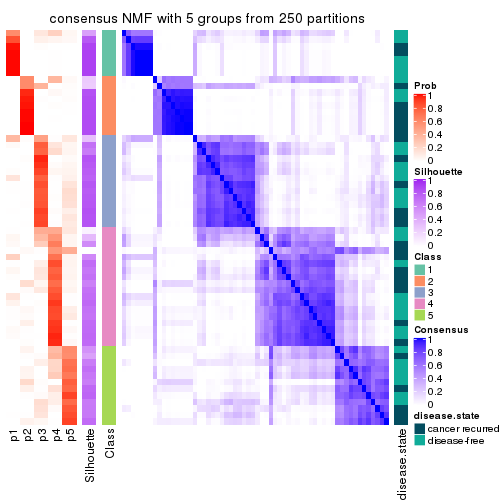 consensus NMF with 5 groups from 250 partitions
Prob
1
0.8
0.6
0.4
0.2
0
Silhouette
1
0.8
0.6
0.4
0.2
0
Class
1
2
3
4
5
Consensus
1
0.8
0.6
0.4
0.2
0
disease.state
cancer recurred
disease-free
p1
p2
p3
p4
p5
Silhouette
Class
disease.state